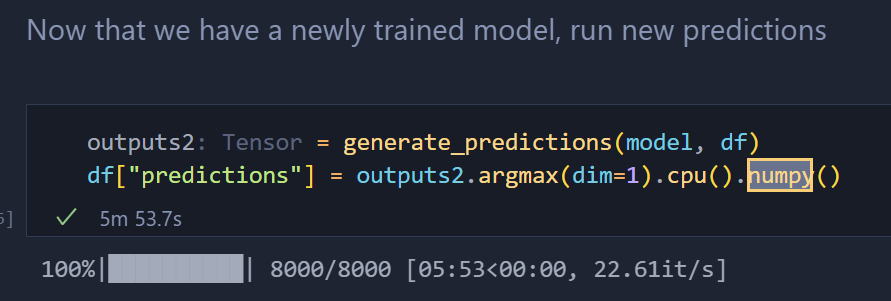 Now that we have a newly trained model, run new predictions
outputs2: Tensor = generate_predictions(model, df)
df["predictions"] = outputs2.argmax(dim=1).cpu().numpy()
5m 53.7s
100%|██████████| 8000/8000 [05:53<00:00, 22.61it/s]